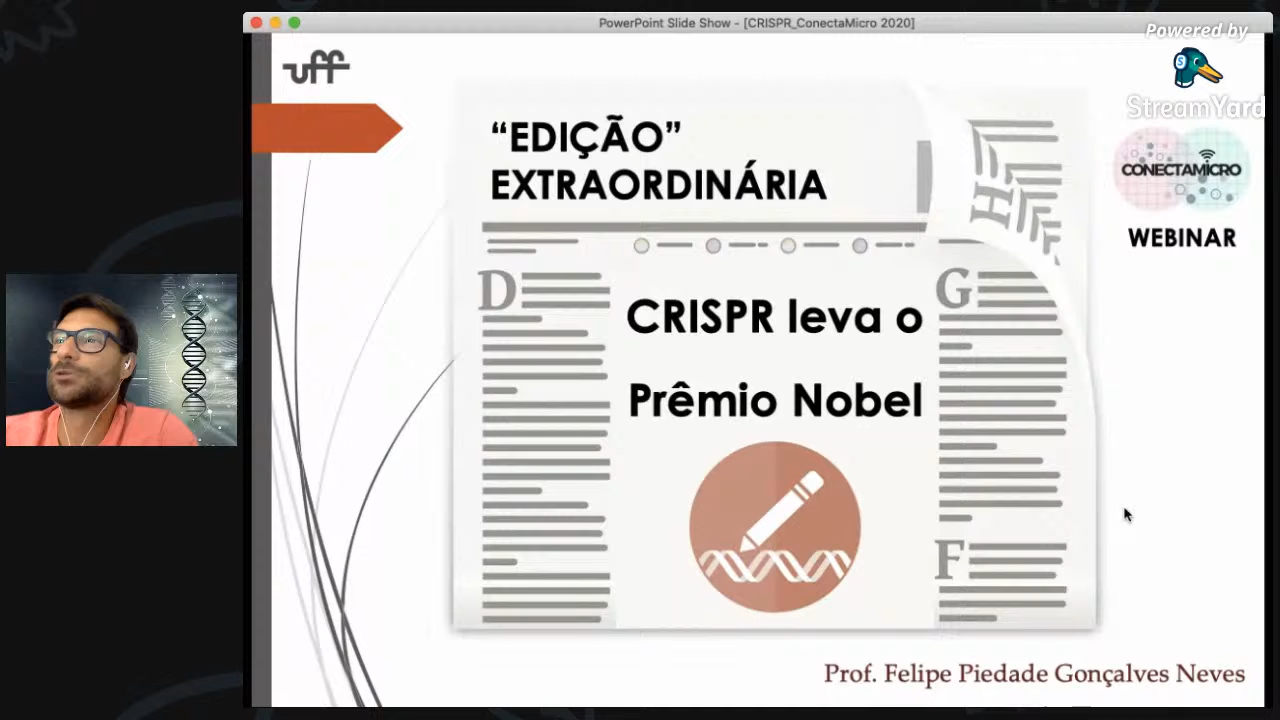 PowerPoint Slide Show - [CRISPR_ConectaMicro 2020]
Powered by
StreamYard
uff
“EDIÇÃO”
EXTRAORDINÁRIA
H
CONECTAMICRO
WEBINAR
D
G
CRISPR leva o
Prêmio Nobel
F
Prof. Felipe Piedade Gonçalves Neves